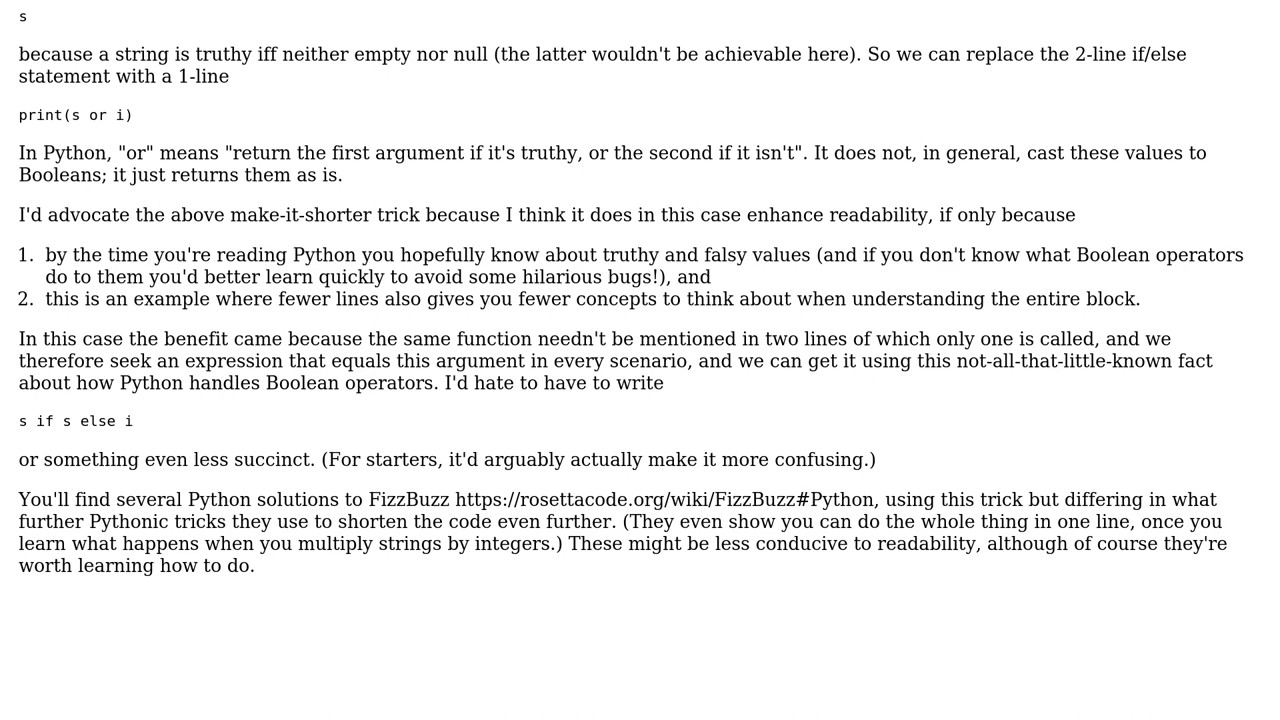 s
because a string is truthy iff neither empty nor null (the latter wouldn't be achievable here). So we can replace the 2-line if/else
statement with a 1-line
print(s or i)
In Python, "or" means "return the first argument if it's truthy, or the second if it isn't". It does not, in general, cast these values to
Booleans; it just returns them as is.
I'd advocate the above make-it-shorter trick because I think it does in this case enhance readability, if only because
1. by the time you're reading Python you hopefully know about truthy and falsy values (and if you don't know what Boolean operators
do to them you'd better learn quickly to avoid some hilarious bugs!), and
2. this is an example where fewer lines also gives you fewer concepts to think about when understanding the entire block.
In this case the benefit came because the same function needn't be mentioned in two lines of which only one is called, and we
therefore seek an expression that equals this argument in every scenario, and we can get it using this not-all-that-little-known fact
about how Python handles Boolean operators. I'd hate to have to write
s if s else i
or something even less succinct. (For starters, it'd arguably actually make it more confusing.)
You'll find several Python solutions to FizzBuzz https://rosettacode.org/wiki/FizzBuzz#Python, using this trick but differing in what
further Pythonic tricks they use to shorten the code even further. (They even show you can do the whole thing in one line, once you
learn what happens when you multiply strings by integers.) These might be less conducive to readability, although of course they're
worth learning how to do.